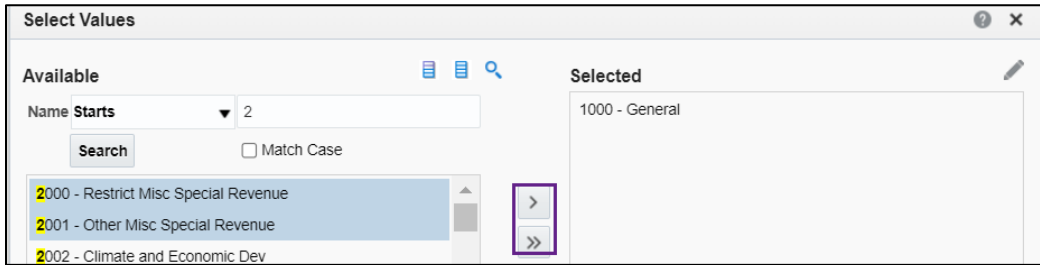 Select Values
Available
Selected
Name Starts 2
1000 - General
Search Match Case
2000 - Restrict Misc Special Revenue
2001 - Other Misc Special Revenue
2002 - Climate and Economic Dev